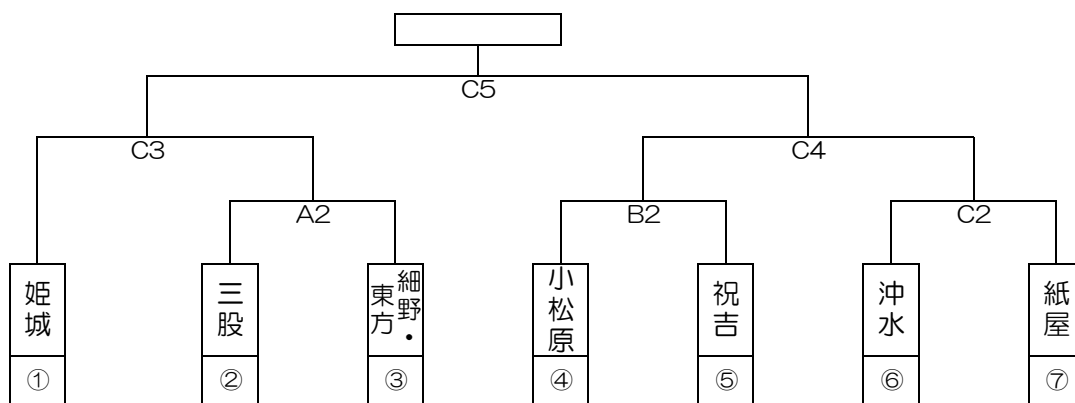 C5
C3
C4
A2
B2
C2
姫城
三股
細野・
東方
小松原
祝吉
沖水
紙屋
①
②
③
④
⑤
⑥
⑦